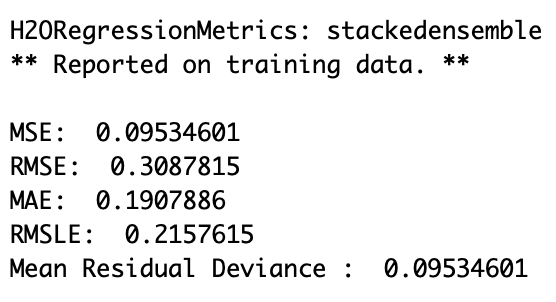 H2ORegressionMetrics: stackedensemble
** Reported on training data. **
MSE:  0.09534601
RMSE:  0.3087815
MAE:  0.1907886
RMSLE:  0.2157615
Mean Residual Deviance :  0.09534601